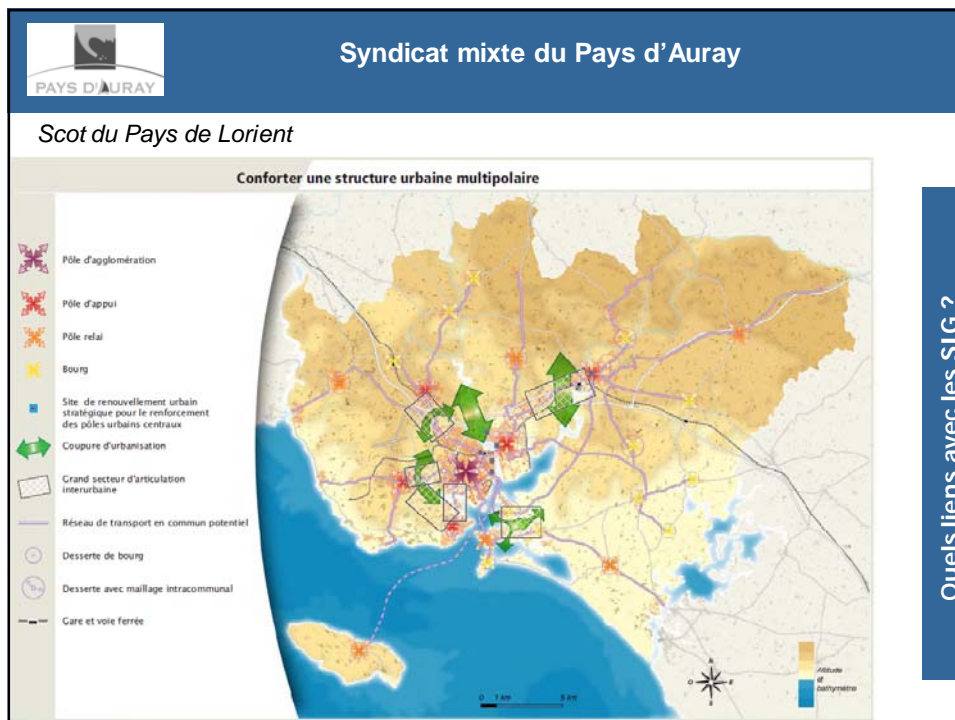 PAYS D'AURAY
Syndicat mixte du Pays d'Auray
Scot du Pays de Lorient
Conforter une structure urbaine multipolaire
Pôle d'agglomération
Pôle d'appui
Pôle relai
Bourg
Site de renouvellement urbain
stratégique pour le renforcement
des pôles urbains centraux
Coupure d'urbanisation
Grand secteur d'articulation
interurbaine
Réseau de transport en commun potentiel
Desserte de bourg
Desserte avec maillage intracommunal
Gare et voie ferrée
N
O
E
S
0 1 km 5 km
Altitude
et
bathymétrie
Quels liens avec les SIG ?